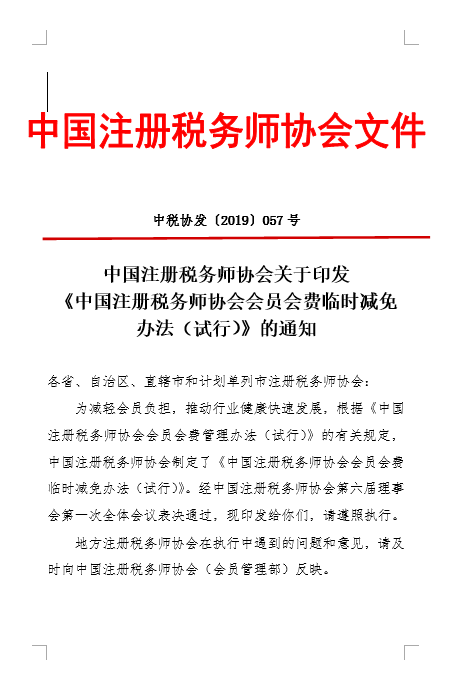 中国注册税务师协会文件
中税协发〔2019〕057号
中国注册税务师协会关于印发
《中国注册税务师协会会员会费临时减免
办法（试行）》的通知
各省、自治区、直辖市和计划单列市注册税务师协会：
为减轻会员负担，推动行业健康快速发展，根据《中国
注册税务师协会会员会费管理办法（试行）》的有关规定，
中国注册税务师协会制定了《中国注册税务师协会会员会费
临时减免办法（试行）》。经中国注册税务师协会第六届理事
会第一次全体会议表决通过，现印发给你们，请遵照执行。
地方注册税务师协会在执行中遇到的问题和意见，请及
时向中国注册税务师协会（会员管理部）反映。